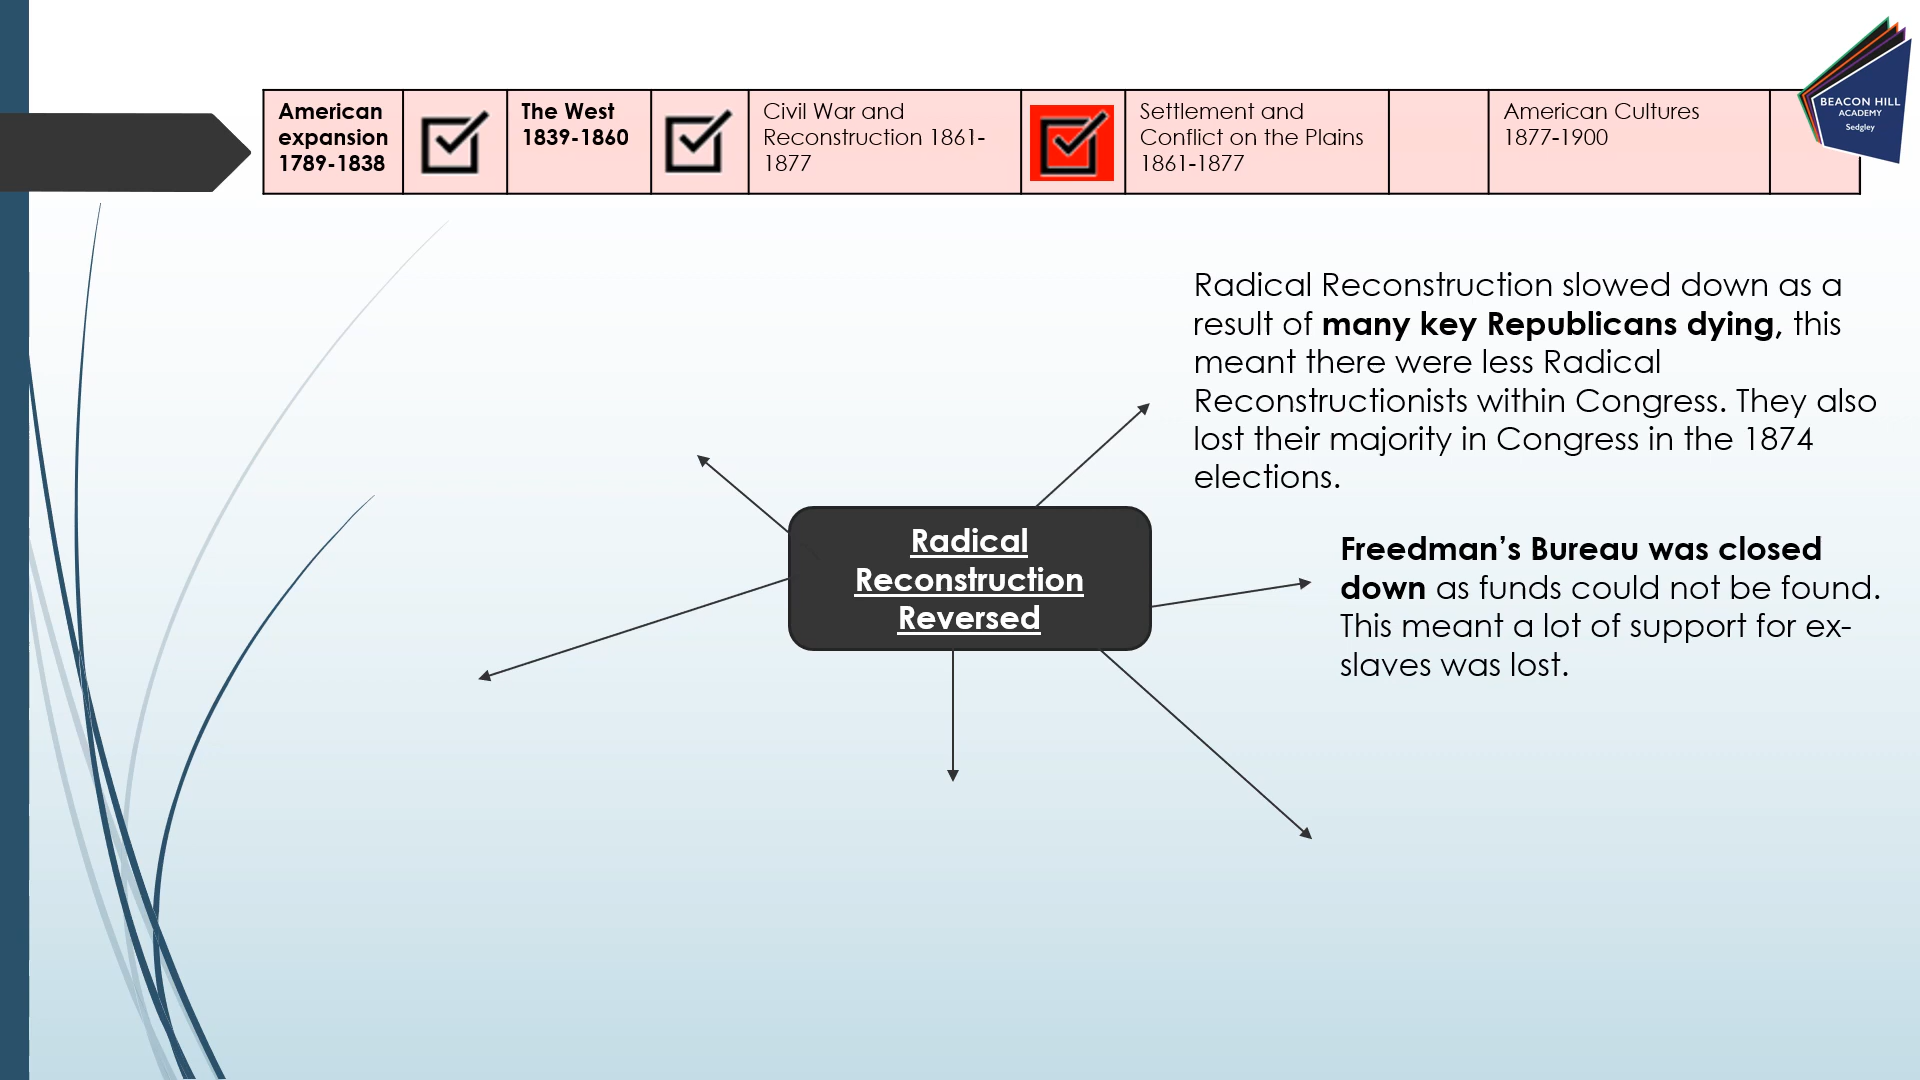 American
expansion
1789-1838
The West
1839-1860
Civil War and
Reconstruction 1861-
1877
Settlement and
Conflict on the Plains
1861-1877
American Cultures
1877-1900
BEACON HILL
ACADEMY
Sedgley
Radical Reconstruction slowed down as a
result of many key Republicans dying, this
meant there were less Radical
Reconstructionists within Congress. They also
lost their majority in Congress in the 1874
elections.
Radical
Reconstruction
Reversed
Freedman’s Bureau was closed
down as funds could not be found.
This meant a lot of support for ex-
slaves was lost.